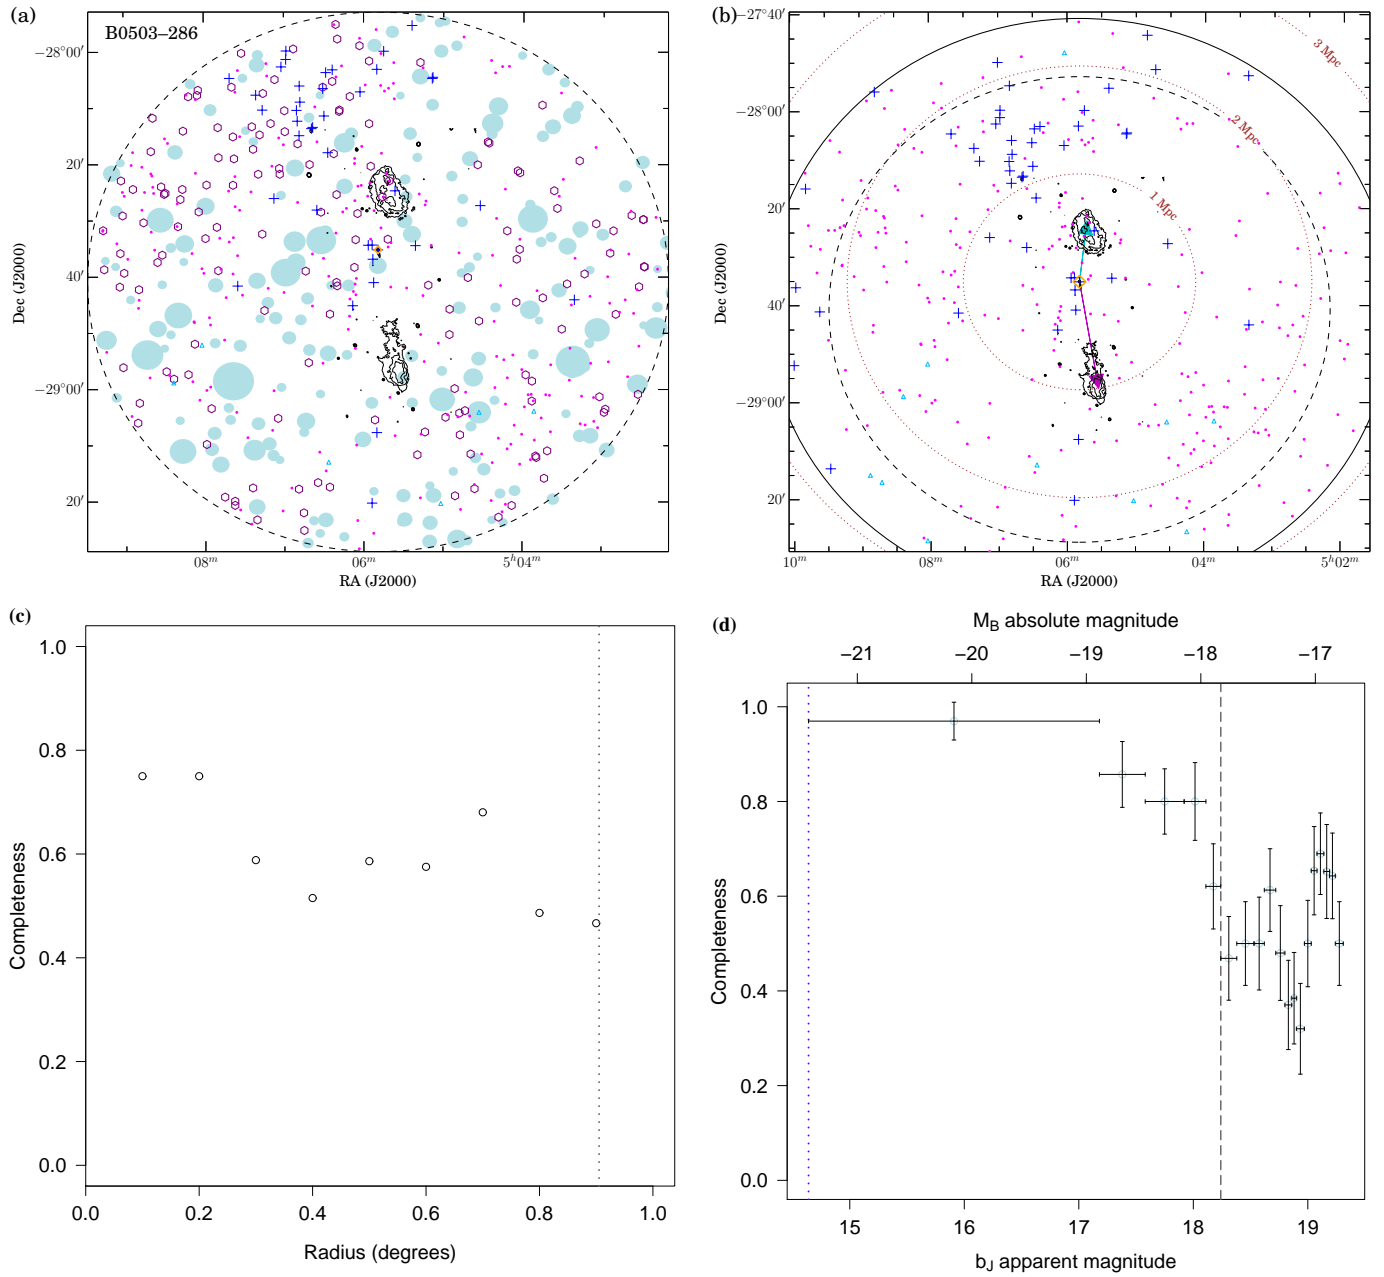 (a)
B0503–286
−28°00′
20′
40′
−29°00′
20′
Dec (J2000)
08ᵐ
06ᵐ
5ʰ04ᵐ
RA (J2000)
(b)
−27°40′
−28°00′
20′
40′
−29°00′
20′
Dec (J2000)
3 Mpc
2 Mpc
1 Mpc
10ᵐ
08ᵐ
06ᵐ
04ᵐ
5ʰ02ᵐ
RA (J2000)
(c)
1.0
0.8
0.6
0.4
0.2
0.0
Completeness
0.0 0.2 0.4 0.6 0.8 1.0
Radius (degrees)
(d)
M_B absolute magnitude
−21 −20 −19 −18 −17
1.0
0.8
0.6
0.4
0.2
0.0
Completeness
15 16 17 18 19
b_J apparent magnitude